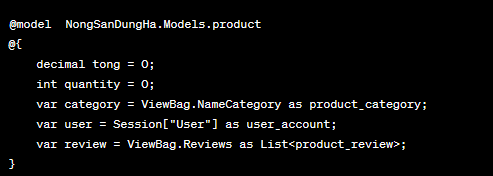 @model  NongSanDungHa.Models.product
@{
    decimal tong = 0;
    int quantity = 0;
    var category = ViewBag.NameCategory as product_category;
    var user = Session["User"] as user_account;
    var review = ViewBag.Reviews as List<product_review>;
}